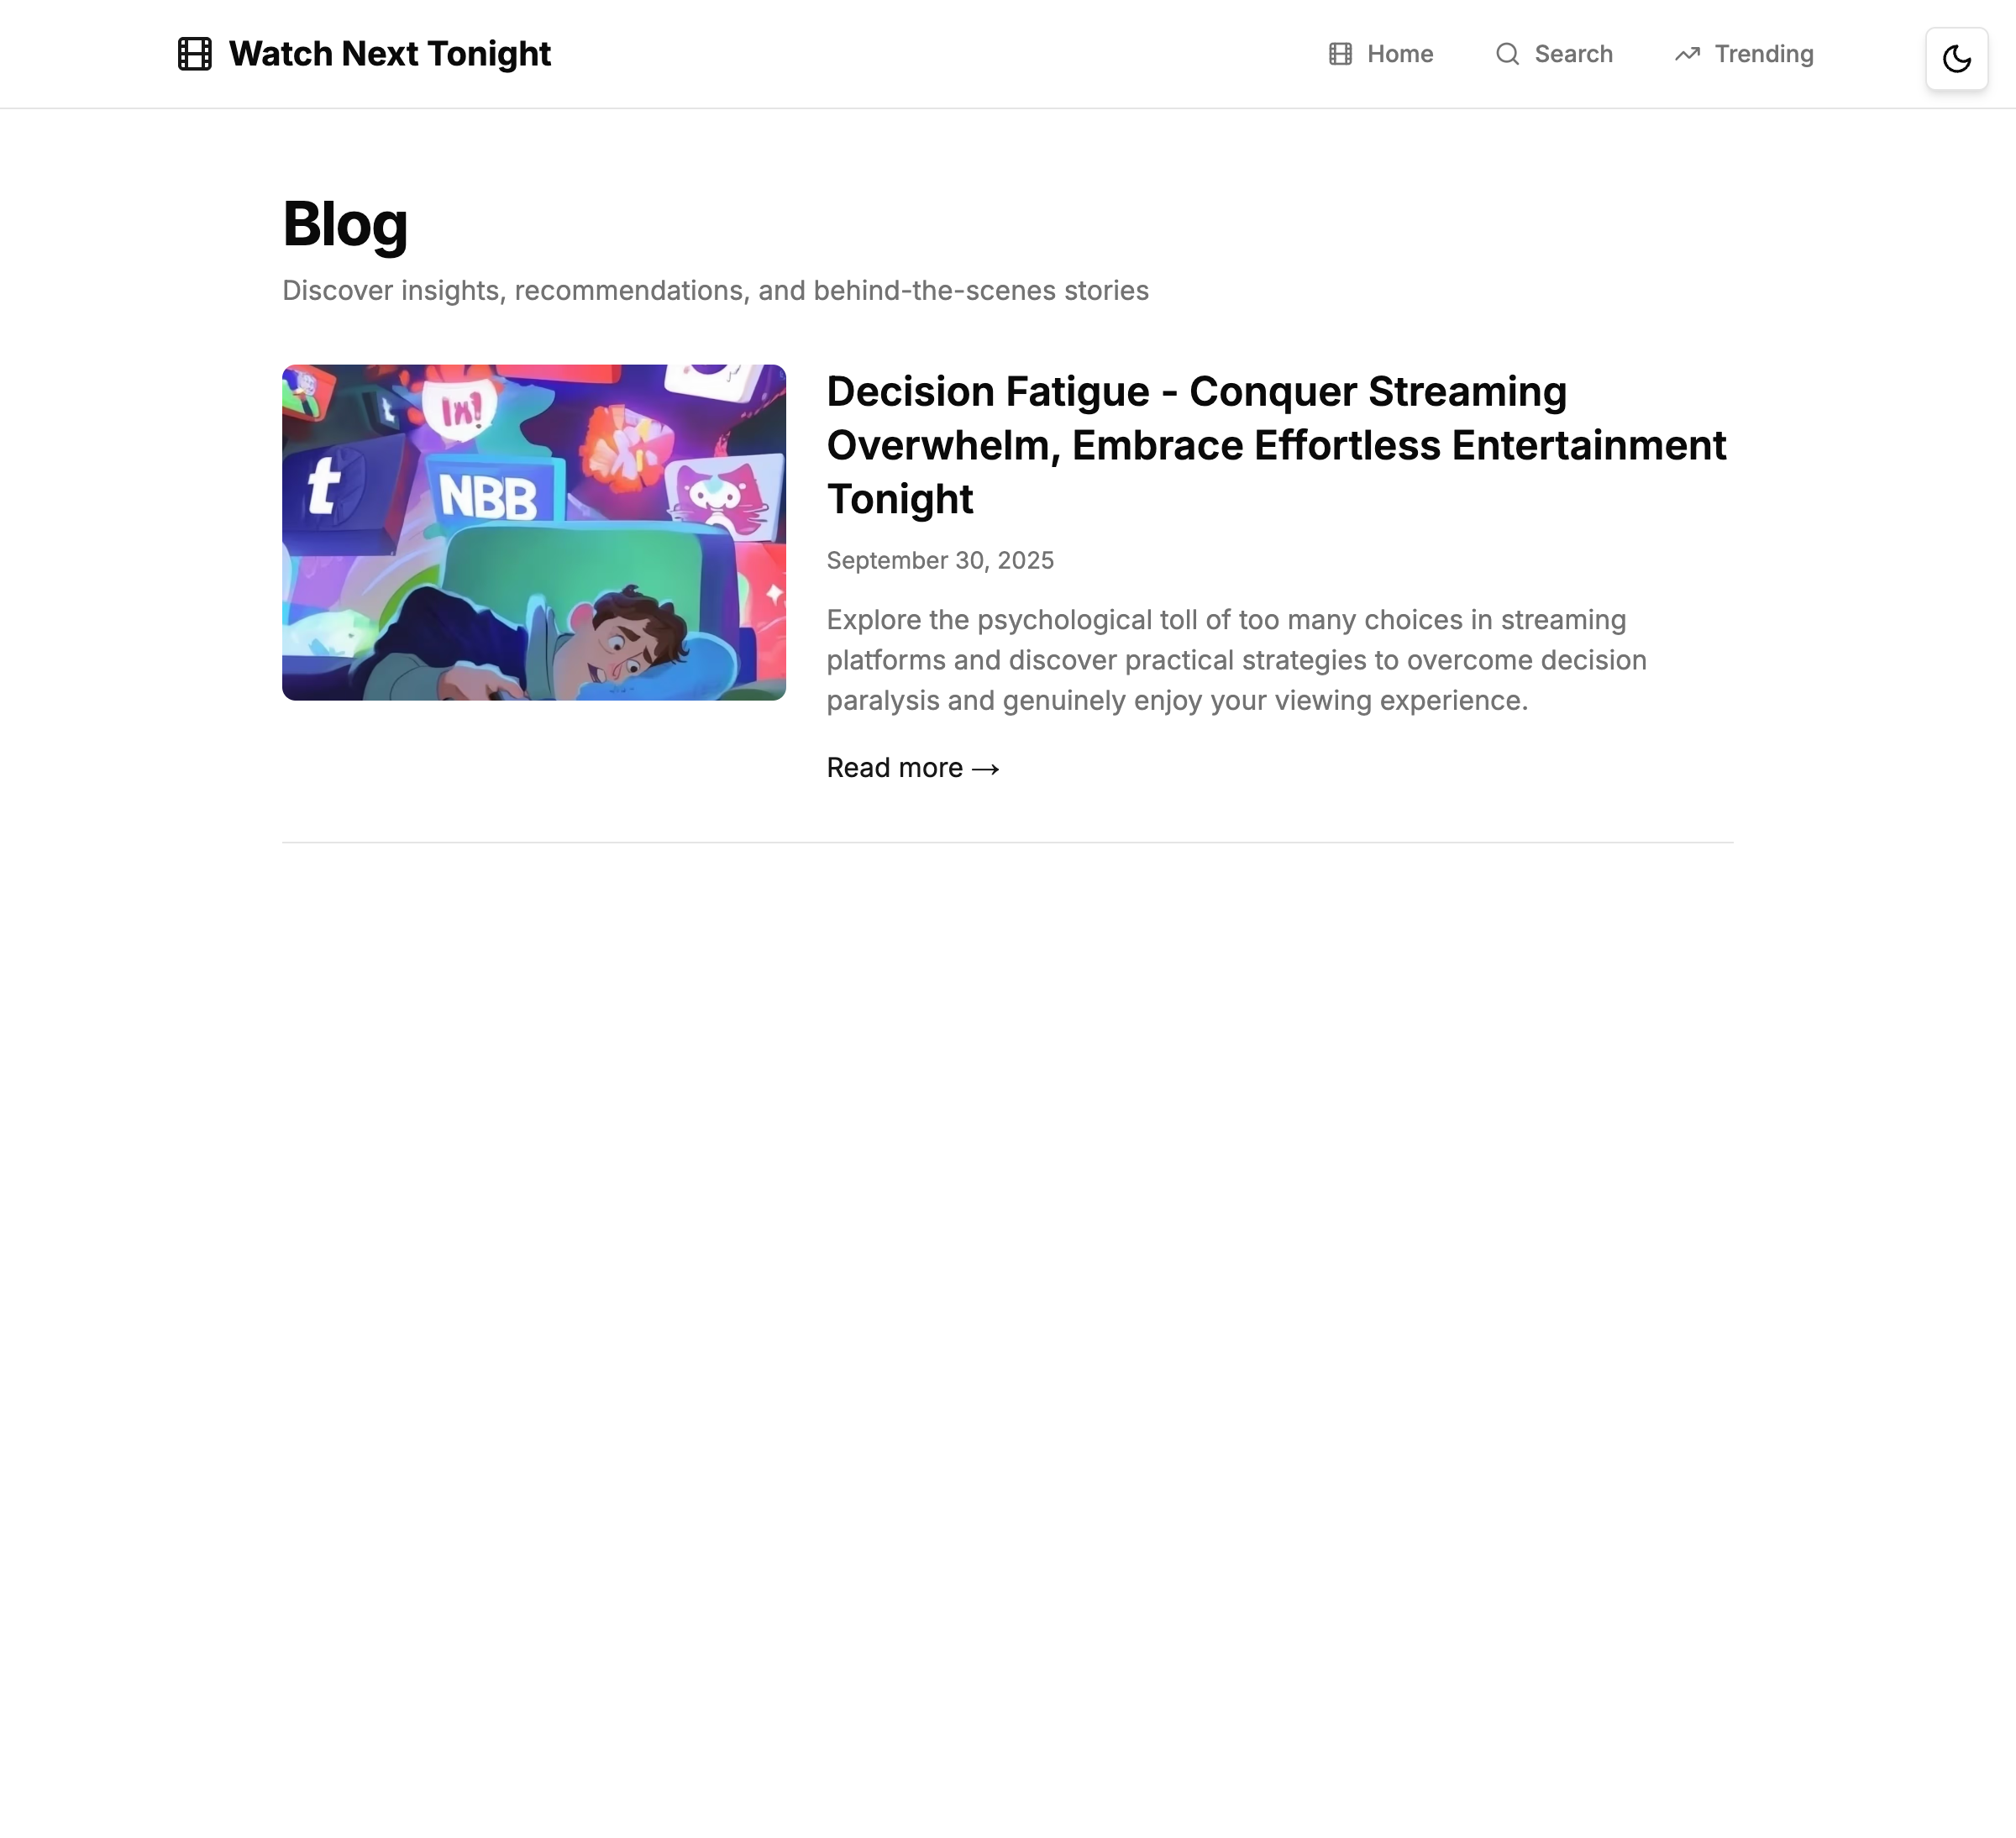 Watch Next Tonight
Home
Search
Trending
Blog
Discover insights, recommendations, and behind-the-scenes stories
t
t
NBB
Decision Fatigue - Conquer Streaming
Overwhelm, Embrace Effortless Entertainment
Tonight
September 30, 2025
Explore the psychological toll of too many choices in streaming
platforms and discover practical strategies to overcome decision
paralysis and genuinely enjoy your viewing experience.
Read more →